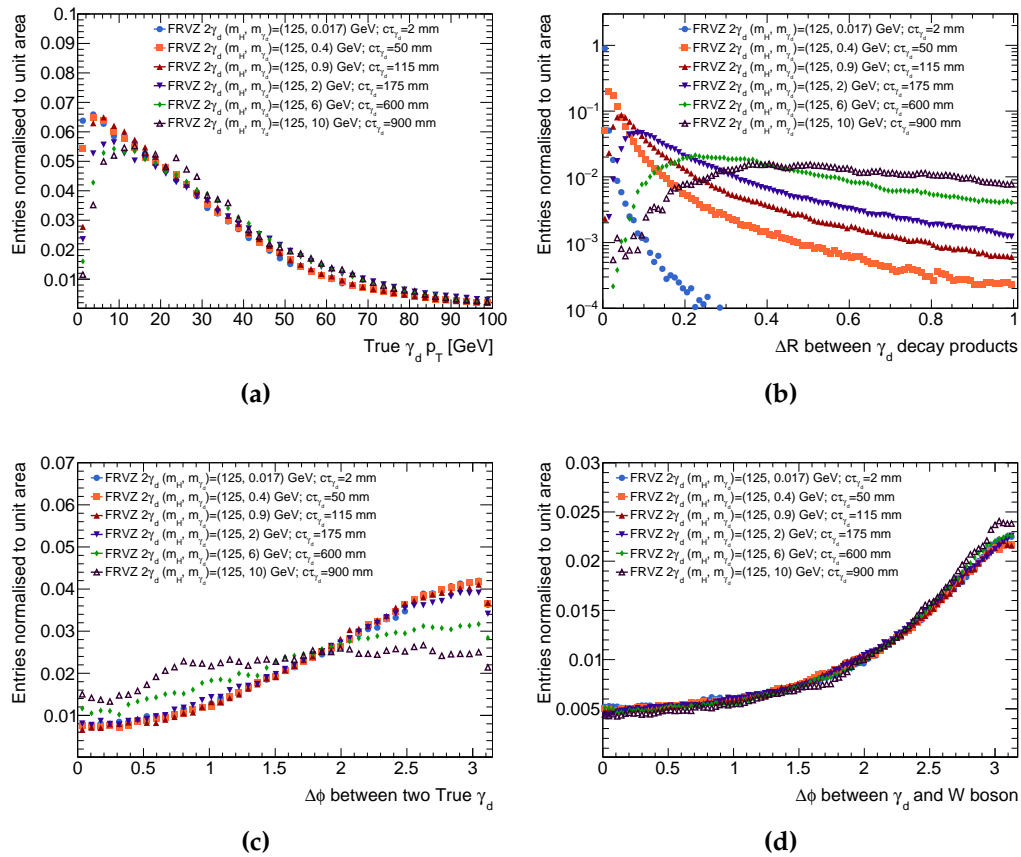 0.1
0.09
0.08
0.07
0.06
0.05
0.04
0.03
0.02
0.01
Entries normalised to unit area
FRVZ 2γd (mH, mγd)=(125, 0.017) GeV; cτγd=2 mm
FRVZ 2γd (mH, mγd)=(125, 0.4) GeV; cτγd=50 mm
FRVZ 2γd (mH, mγd)=(125, 0.9) GeV; cτγd=115 mm
FRVZ 2γd (mH, mγd)=(125, 2) GeV; cτγd=175 mm
FRVZ 2γd (mH, mγd)=(125, 6) GeV; cτγd=600 mm
FRVZ 2γd (mH, mγd)=(125, 10) GeV; cτγd=900 mm
0 10 20 30 40 50 60 70 80 90 100
True γd pT [GeV]
(a)
1
10−1
10−2
10−3
10−4
Entries normalised to unit area
FRVZ 2γd (mH, mγd)=(125, 0.017) GeV; cτγd=2 mm
FRVZ 2γd (mH, mγd)=(125, 0.4) GeV; cτγd=50 mm
FRVZ 2γd (mH, mγd)=(125, 0.9) GeV; cτγd=115 mm
FRVZ 2γd (mH, mγd)=(125, 2) GeV; cτγd=175 mm
FRVZ 2γd (mH, mγd)=(125, 6) GeV; cτγd=600 mm
FRVZ 2γd (mH, mγd)=(125, 10) GeV; cτγd=900 mm
0 0.2 0.4 0.6 0.8 1
ΔR between γd decay products
(b)
0.07
0.06
0.05
0.04
0.03
0.02
0.01
Entries normalised to unit area
FRVZ 2γd (mH, mγd)=(125, 0.017) GeV; cτγd=2 mm
FRVZ 2γd (mH, mγd)=(125, 0.4) GeV; cτγd=50 mm
FRVZ 2γd (mH, mγd)=(125, 0.9) GeV; cτγd=115 mm
FRVZ 2γd (mH, mγd)=(125, 2) GeV; cτγd=175 mm
FRVZ 2γd (mH, mγd)=(125, 6) GeV; cτγd=600 mm
FRVZ 2γd (mH, mγd)=(125, 10) GeV; cτγd=900 mm
0 0.5 1 1.5 2 2.5 3
Δϕ between two True γd
(c)
0.03
0.025
0.02
0.015
0.01
0.005
Entries normalised to unit area
FRVZ 2γd (mH, mγd)=(125, 0.017) GeV; cτγd=2 mm
FRVZ 2γd (mH, mγd)=(125, 0.4) GeV; cτγd=50 mm
FRVZ 2γd (mH, mγd)=(125, 0.9) GeV; cτγd=115 mm
FRVZ 2γd (mH, mγd)=(125, 2) GeV; cτγd=175 mm
FRVZ 2γd (mH, mγd)=(125, 6) GeV; cτγd=600 mm
FRVZ 2γd (mH, mγd)=(125, 10) GeV; cτγd=900 mm
0 0.5 1 1.5 2 2.5 3
Δϕ between γd and W boson
(d)